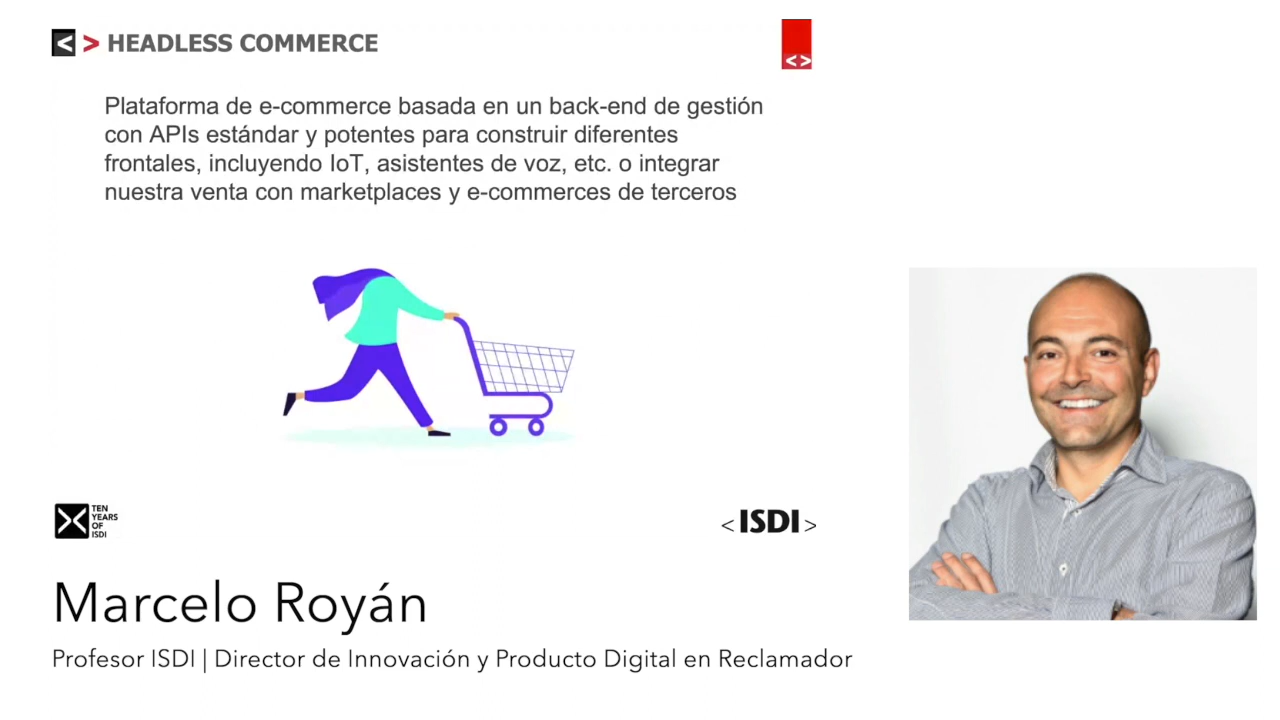 < > HEADLESS COMMERCE
< >
Plataforma de e-commerce basada en un back-end de gestión
con APIs estándar y potentes para construir diferentes
frontales, incluyendo IoT, asistentes de voz, etc. o integrar
nuestra venta con marketplaces y e-commerces de terceros
TEN
YEARS
OF
ISDI
<ISDI>
Marcelo Royán
Profesor ISDI | Director de Innovación y Producto Digital en Reclamador